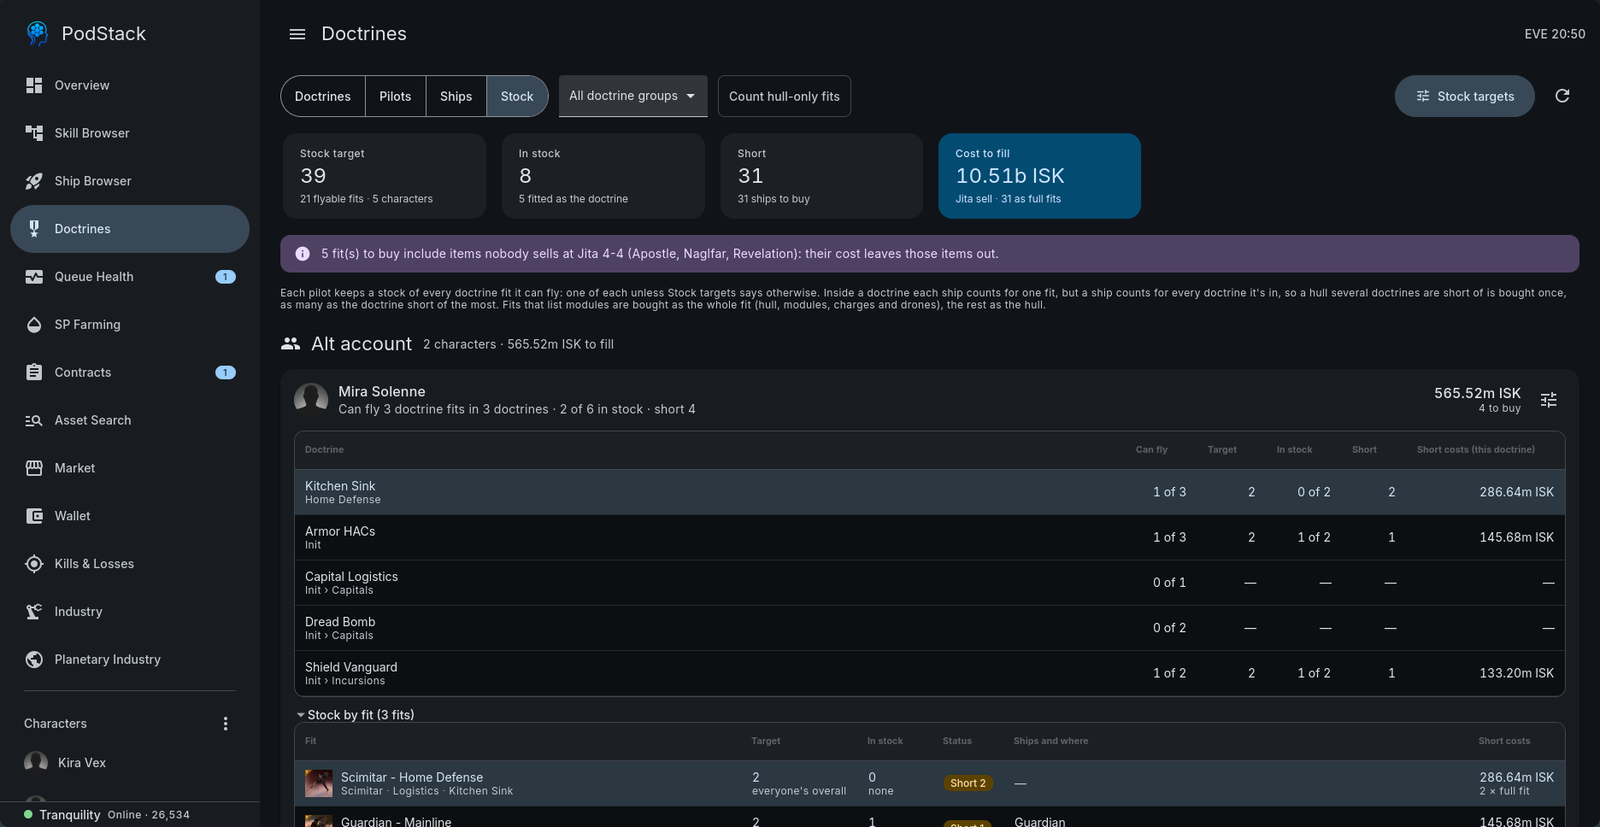 PodStack
Doctrines
EVE 20:50
Overview
Skill Browser
Ship Browser
Doctrines
Queue Health 1
SP Farming
Contracts 1
Asset Search
Market
Wallet
Kills & Losses
Industry
Planetary Industry
Characters
Kira Vex
Tranquility Online · 26,534
Doctrines Pilots Ships Stock All doctrine groups Count hull-only fits Stock targets
Stock target
39
21 flyable fits · 5 characters
In stock
8
5 fitted as the doctrine
Short
31
31 ships to buy
Cost to fill
10.51b ISK
Jita sell · 31 as full fits
5 fit(s) to buy include items nobody sells at Jita 4-4 (Apostle, Naglfar, Revelation): their cost leaves those items out.
Each pilot keeps a stock of every doctrine fit it can fly: one of each unless Stock targets says otherwise. Inside a doctrine each ship counts for one fit, but a ship counts for every doctrine it's in, so a hull several doctrines are short of is bought once,
as many as the doctrine short of the most. Fits that list modules are bought as the whole fit (hull, modules, charges and drones), the rest as the hull.
Alt account 2 characters · 565.52m ISK to fill
Mira Solenne
Can fly 3 doctrine fits in 3 doctrines · 2 of 6 in stock · short 4
565.52m ISK
4 to buy
Doctrine Can fly Target In stock Short Short costs (this doctrine)
Kitchen Sink 1 of 3 2 0 of 2 2 286.64m ISK
Home Defense
Armor HACs 1 of 3 2 1 of 2 1 145.68m ISK
Init
Capital Logistics 0 of 1 — — — —
Init › Capitals
Dread Bomb 0 of 2 — — — —
Init › Capitals
Shield Vanguard 1 of 2 2 1 of 2 1 133.20m ISK
Init › Incursions
Stock by fit (3 fits)
Fit Target In stock Status Ships and where Short costs
Scimitar - Home Defense 2 0 Short 2 — 286.64m ISK
Scimitar · Logistics · Kitchen Sink everyone's overall none 2 × full fit
Guardian - Mainline 2 1 Short 1 Guardian 145.68m ISK